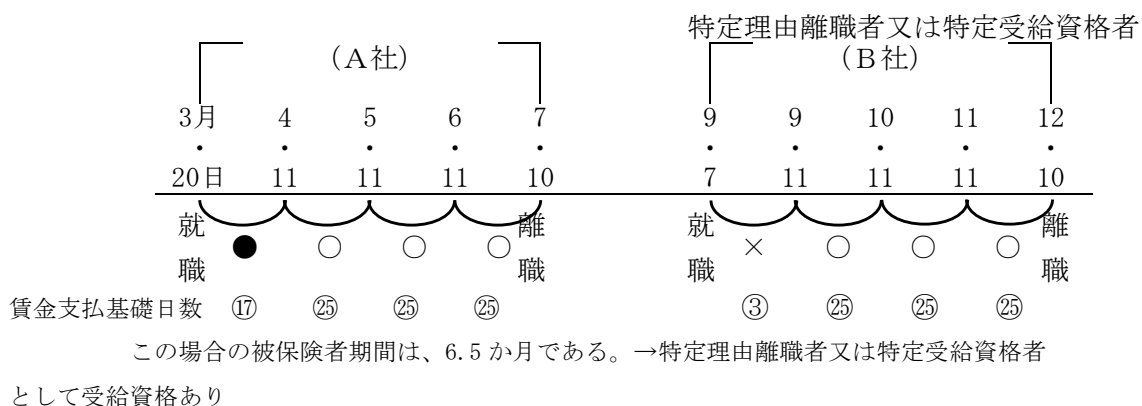 特定理由離職者又は特定受給資格者
（Ａ社） （Ｂ社）
3月 4 5 6 7 9 9 10 11 12
・ ・ ・ ・ ・ ・ ・ ・ ・ ・
20日 11 11 11 10 7 11 11 11 10
就職 ● ○ ○ ○ 離職 就職 × ○ ○ ○ 離職
賃金支払基礎日数 ⑰ ㉕ ㉕ ㉕ ③ ㉕ ㉕ ㉕
この場合の被保険者期間は、6.5 か月である。→特定理由離職者又は特定受給資格者
として受給資格あり